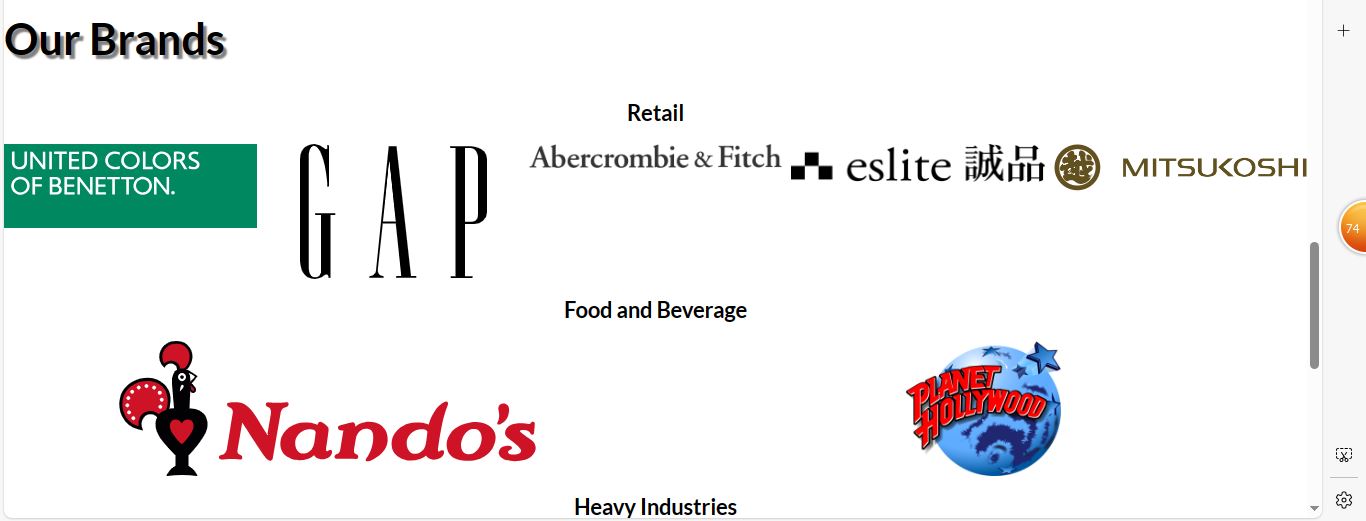 Our Brands
Retail
UNITED COLORS
OF BENETTON.
GAP
Abercrombie & Fitch
eslite 誠品
越 MITSUKOSHI
Food and Beverage
Nando's
PLANET
HOLLYWOOD
74
Heavy Industries